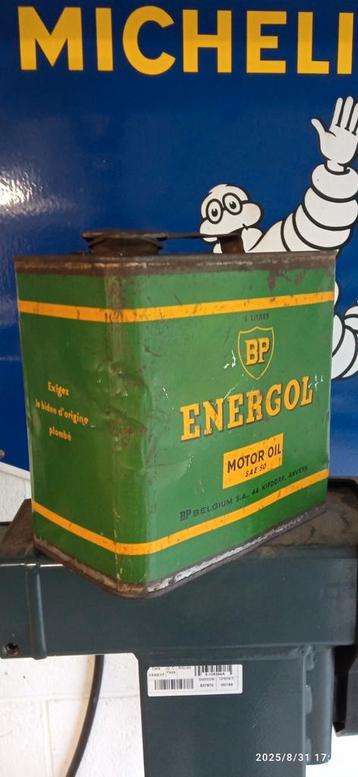 MICHELI
LITRES
BP
ENERGOL
MOTOR OIL
SAE 50
BP BELGIUM S.A., 44 KIPDORP, ANVERS
Exigez
le bidon d'origine
plombé
2025/8/31 17: